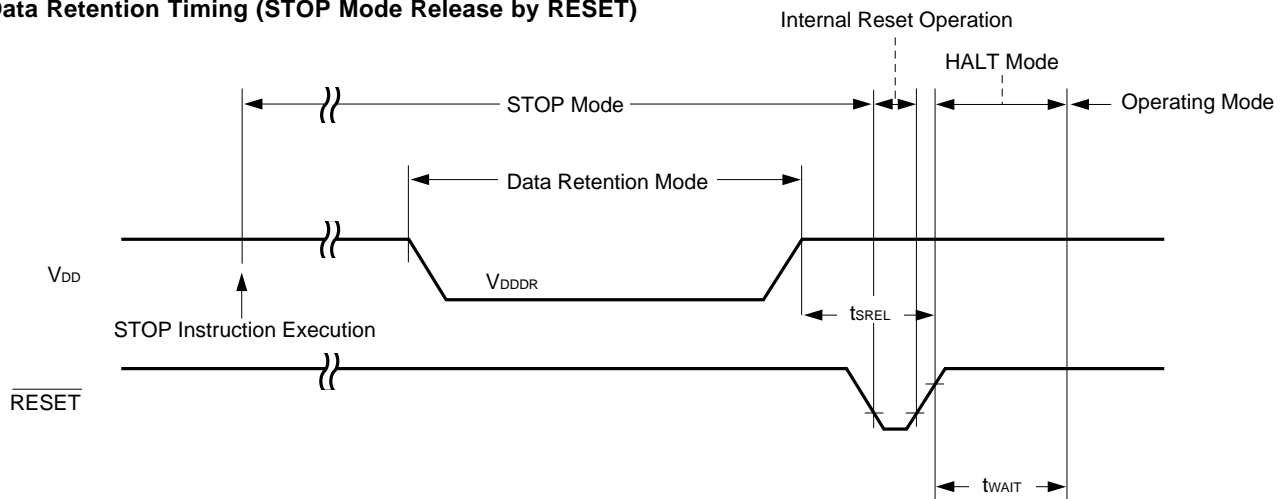 Data Retention Timing (STOP Mode Release by RESET)
Internal Reset Operation
HALT Mode
STOP Mode
Operating Mode
Data Retention Mode
VDD
VDDDR
STOP Instruction Execution
tSREL
RESET
tWAIT